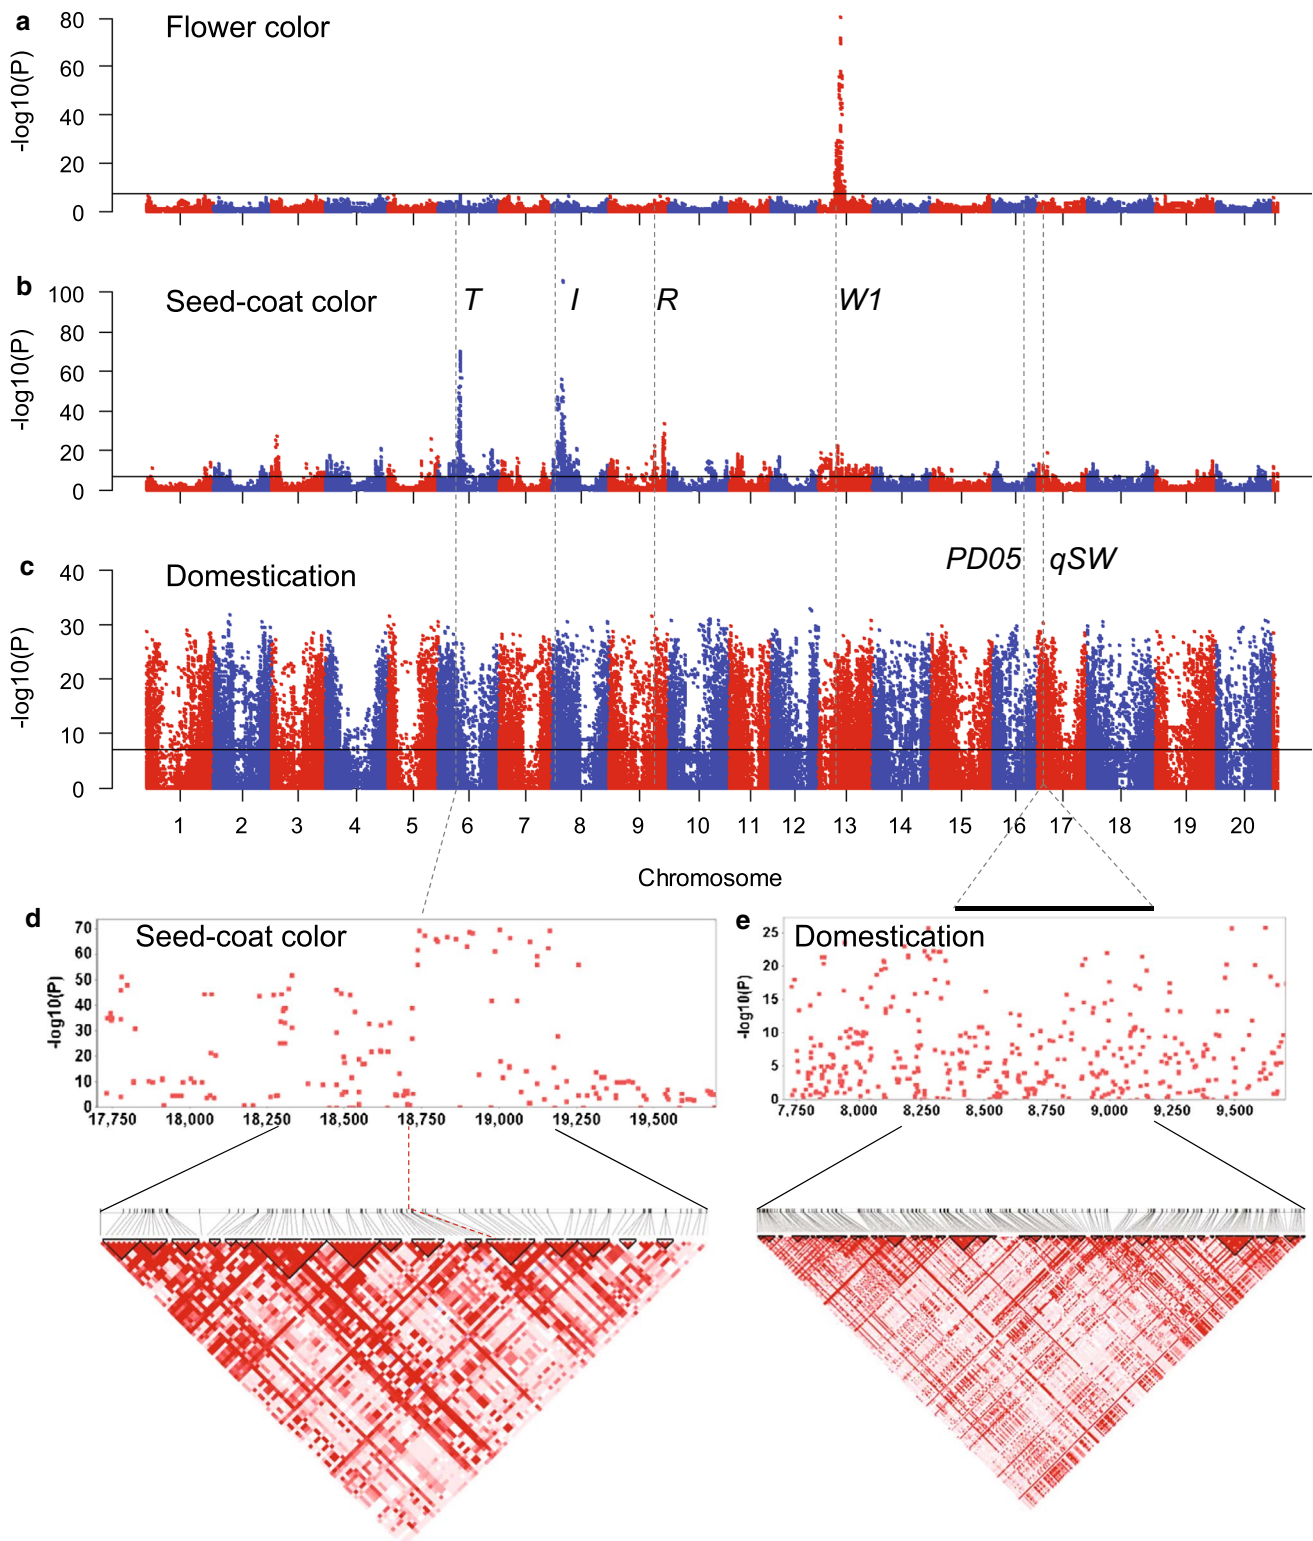 a
Flower color
-log10(P)
80
60
40
20
0
b
Seed-coat color
T
I
R
W1
-log10(P)
100
80
60
40
20
0
PD05
qSW
c
Domestication
-log10(P)
40
30
20
10
0
1 2 3 4 5 6 7 8 9 10 11 12 13 14 15 16 17 18 19 20
Chromosome
d
Seed-coat color
-log10(P)
70
60
50
40
30
20
10
0
17,750 18,000 18,250 18,500 18,750 19,000 19,250 19,500
e
Domestication
-log10(P)
25
20
15
10
5
0
7,750 8,000 8,250 8,500 8,750 9,000 9,250 9,500